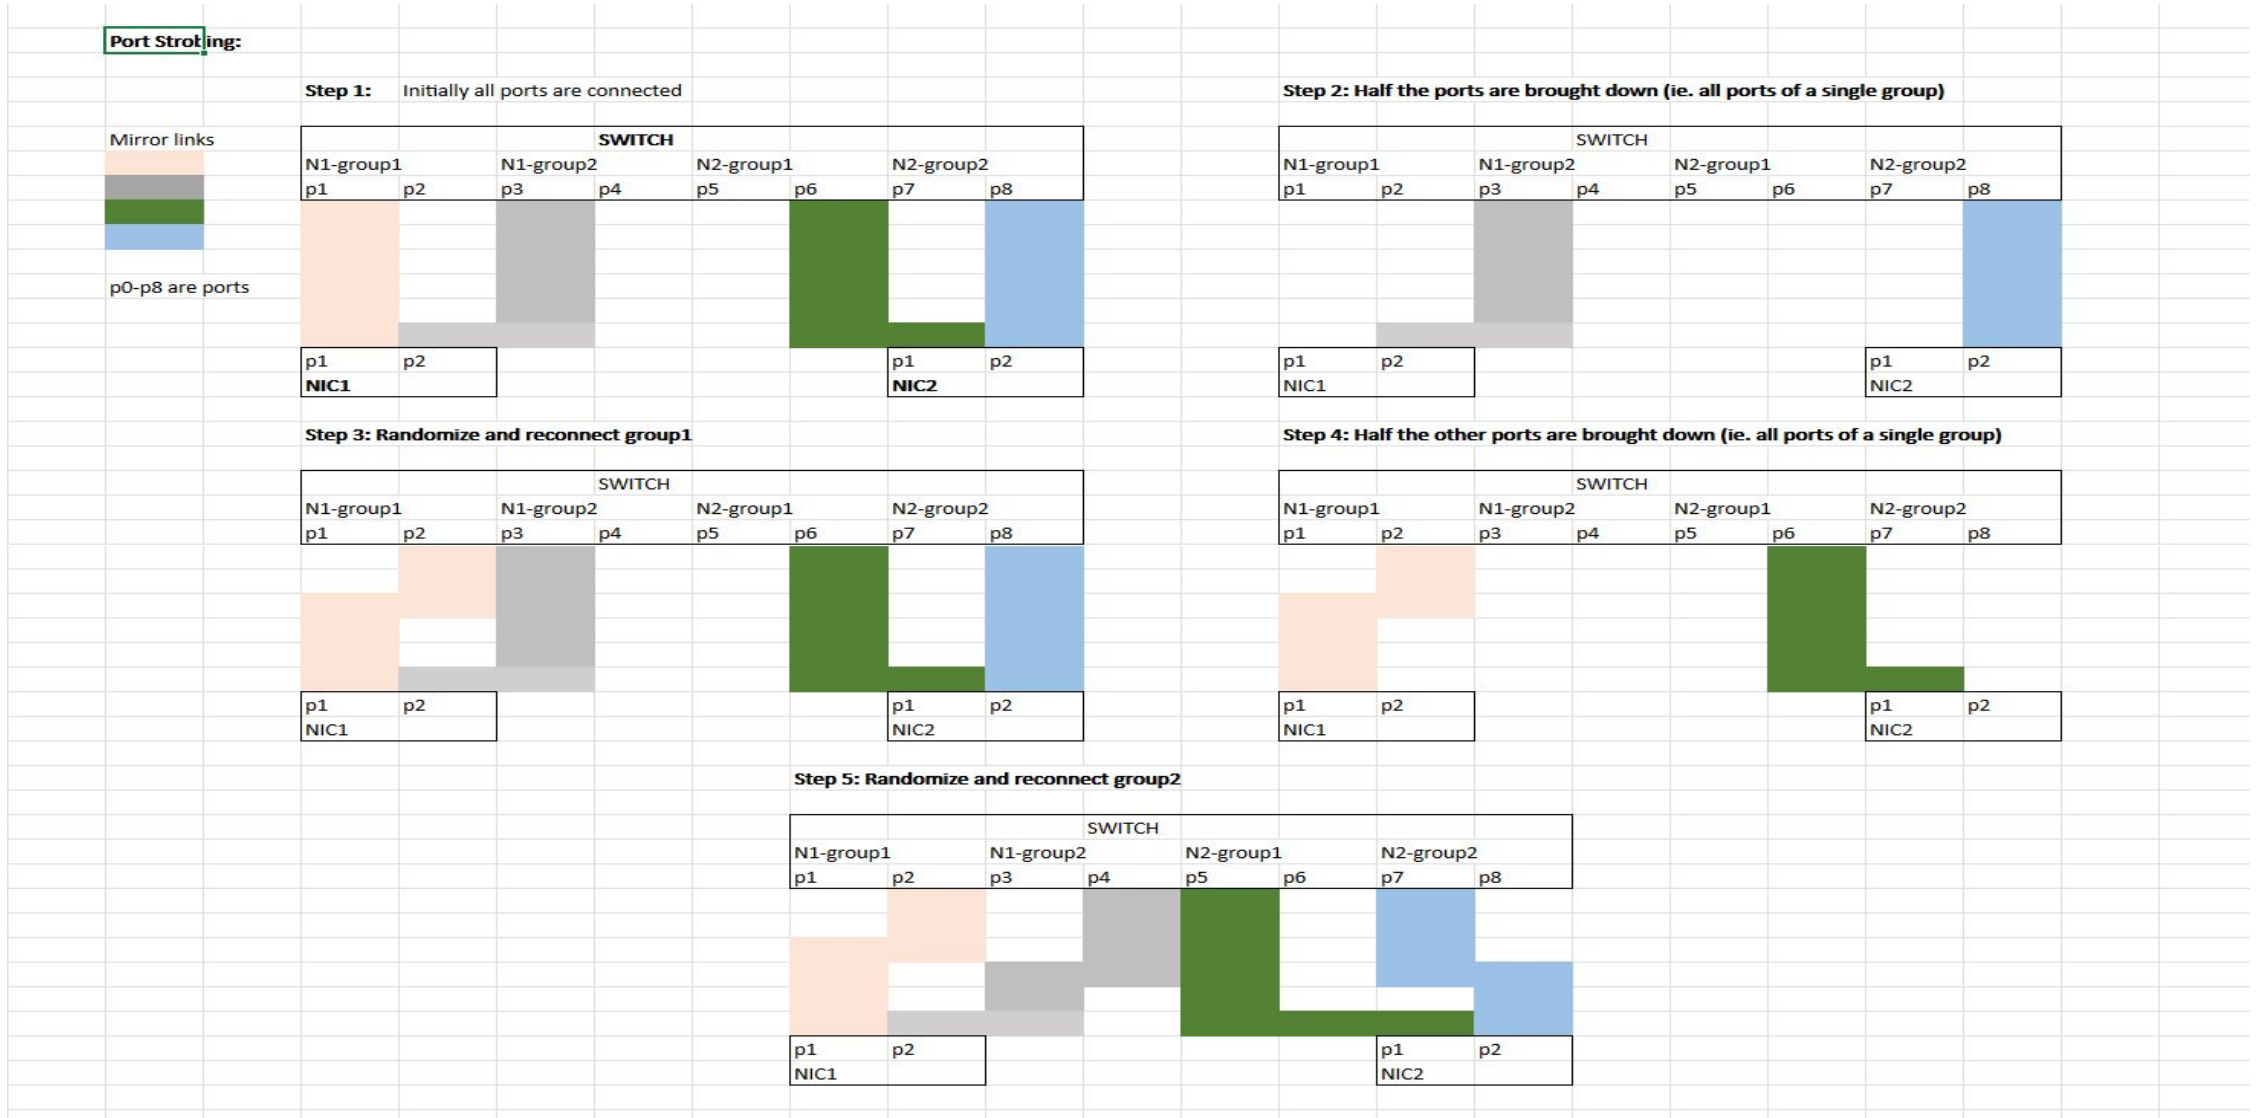 Port Strobing:
Step 1: Initially all ports are connected
Step 2: Half the ports are brought down (ie. all ports of a single group)
Mirror links
SWITCH
N1-group1 N1-group2 N2-group1 N2-group2
p1 p2 p3 p4 p5 p6 p7 p8
SWITCH
N1-group1 N1-group2 N2-group1 N2-group2
p1 p2 p3 p4 p5 p6 p7 p8
p0-p8 are ports
p1 p2 p1 p2
NIC1 NIC2
p1 p2 p1 p2
NIC1 NIC2
Step 3: Randomize and reconnect group1
Step 4: Half the other ports are brought down (ie. all ports of a single group)
SWITCH
N1-group1 N1-group2 N2-group1 N2-group2
p1 p2 p3 p4 p5 p6 p7 p8
SWITCH
N1-group1 N1-group2 N2-group1 N2-group2
p1 p2 p3 p4 p5 p6 p7 p8
p1 p2 p1 p2
NIC1 NIC2
p1 p2 p1 p2
NIC1 NIC2
Step 5: Randomize and reconnect group2
SWITCH
N1-group1 N1-group2 N2-group1 N2-group2
p1 p2 p3 p4 p5 p6 p7 p8
p1 p2 p1 p2
NIC1 NIC2